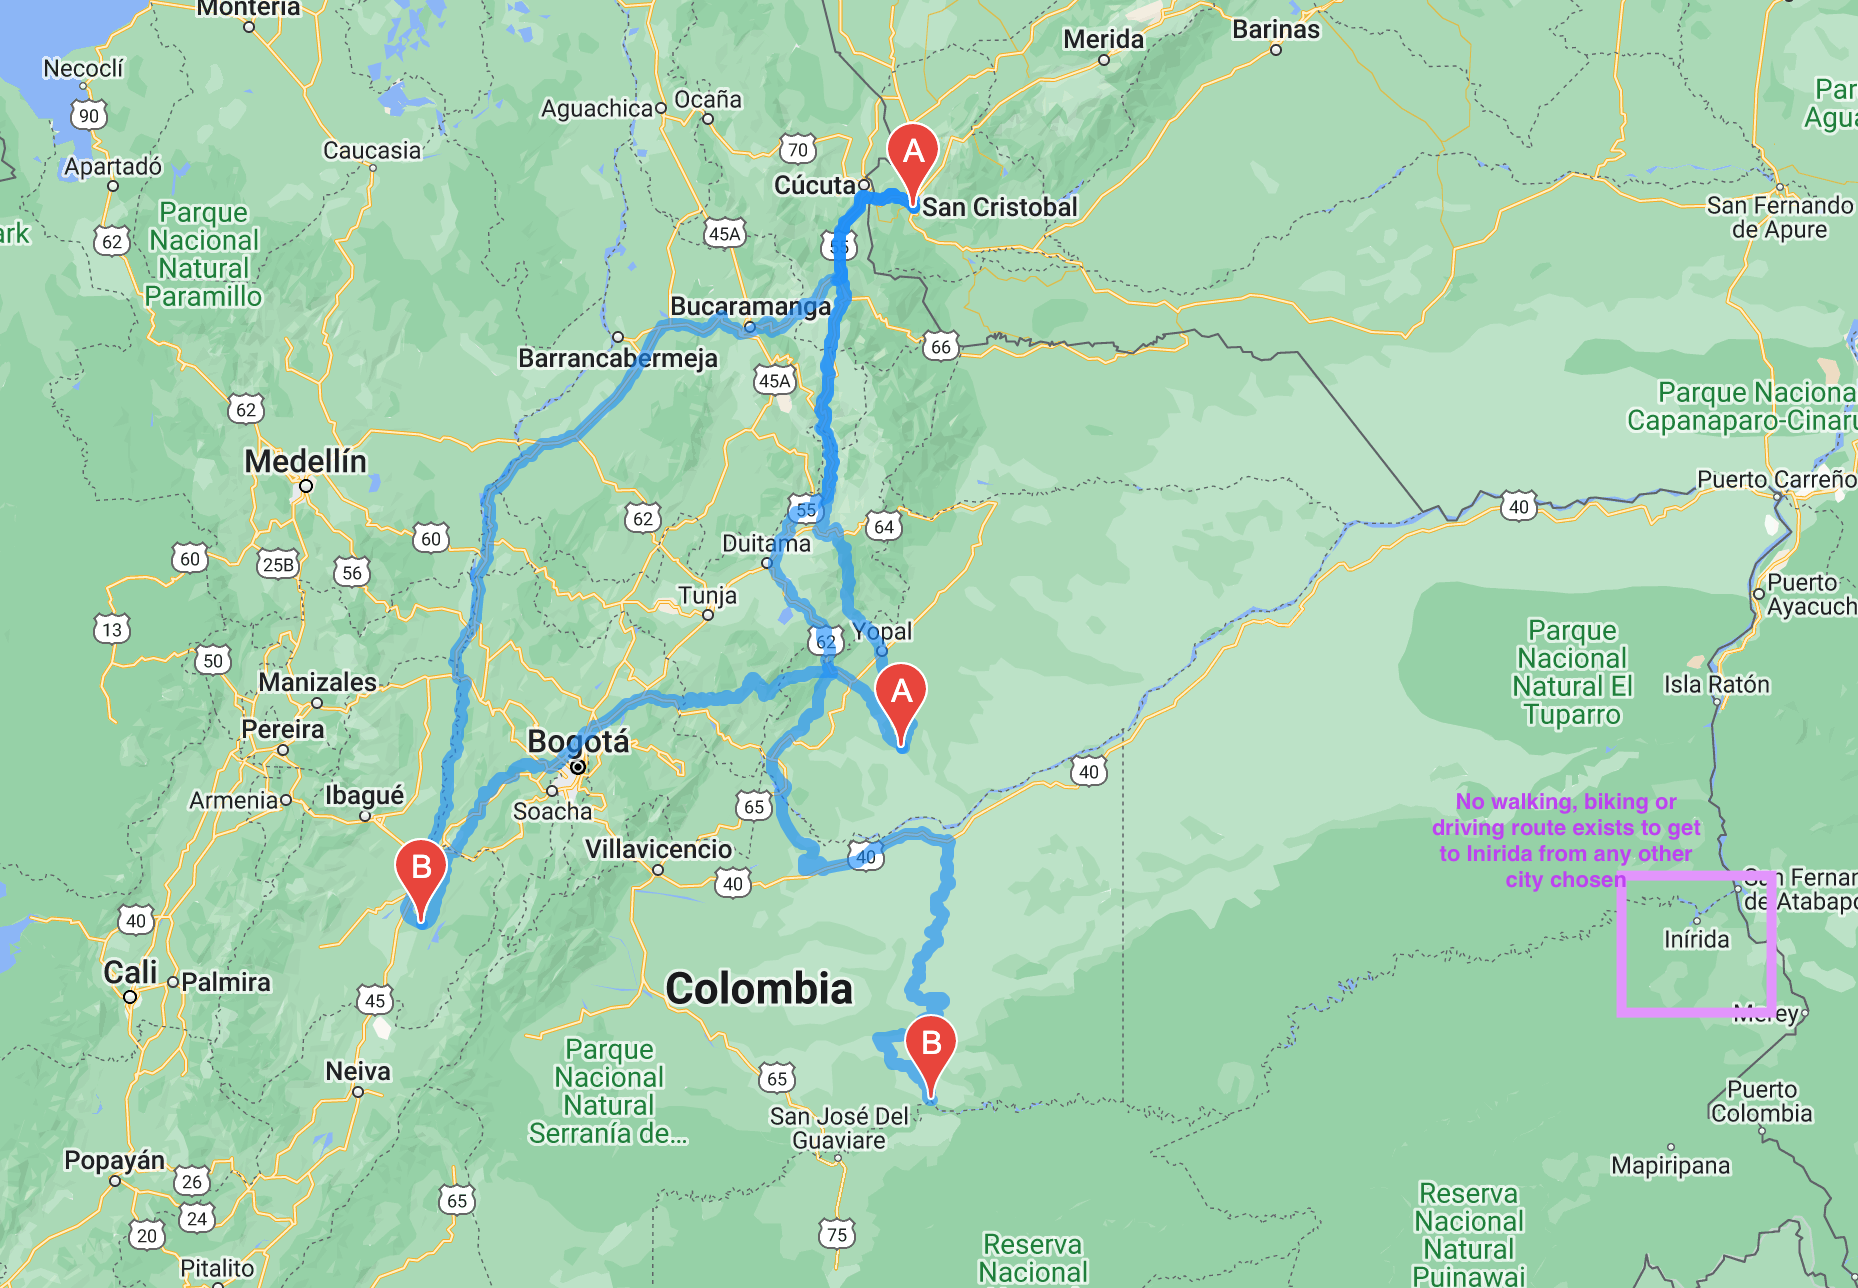 Montería
Necoclí
90
Apartadó
62
Caucasia
Parque
Nacional
Natural
Paramillo
ark
Aguachica
Ocaña
70
Cúcuta
A
San Cristobal
Merida
Barinas
Par
Agua
San Fernando
de Apure
45A
55
Bucaramanga
Barrancabermeja
66
45A
62
Medellín
Parque Naciona
Capanaparo-Cinaru
Puerto Carreño
40
62
55
64
Duitama
60
60
25B
56
Tunja
13
50
62
Yopal
Puerto
Ayacuch
Parque
Nacional
Natural El
Tuparro
Isla Ratón
Manizales
Pereira
A
Bogotá
Armenia
Ibagué
Soacha
65
40
Villavicencio
40
40
B
No walking, biking or
driving route exists to get
to Inirida from any other
city chosen
San Fernan
de Atabapo
Inírida
Merey
40
Cali
Palmira
45
Colombia
B
Neiva
Parque
Nacional
Natural
Serranía de...
65
San José Del
Guaviare
Puerto
Colombia
Mapiripana
Popayán
26
24
20
65
75
Pitalito
Reserva
Nacional
Reserva
Nacional
Natural
Puinawai